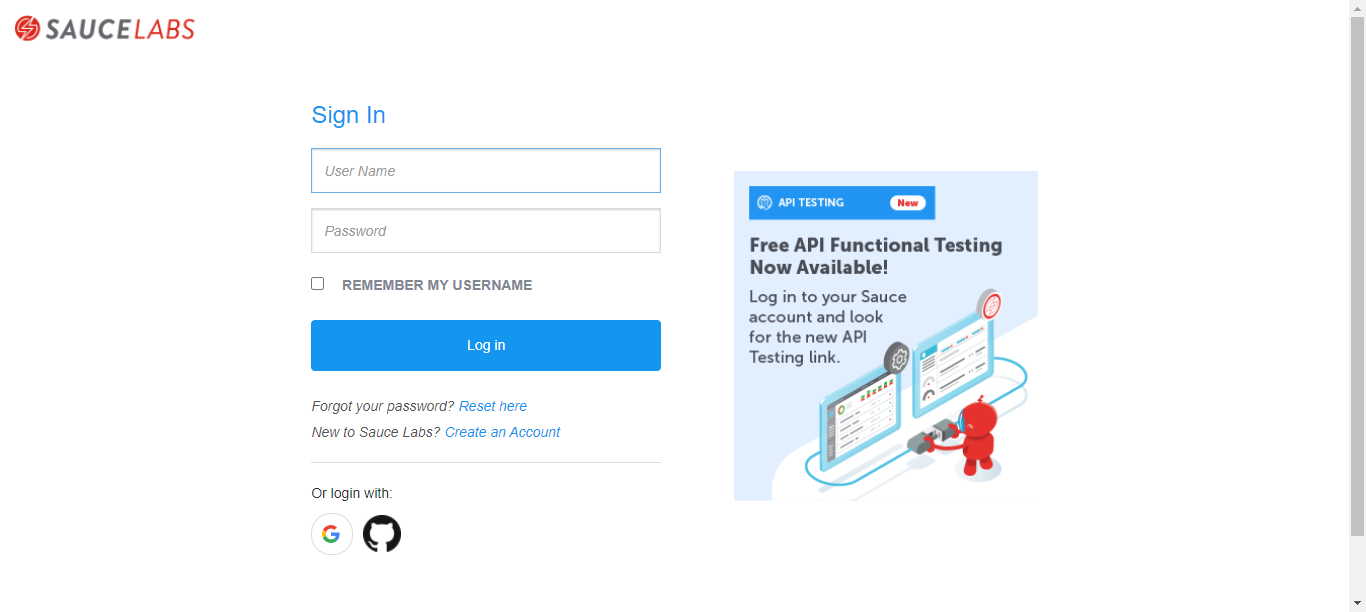 SAUCELABS
Sign In
User Name
Password
REMEMBER MY USERNAME
Log in
Forgot your password? Reset here
New to Sauce Labs? Create an Account
Or login with:
API TESTING New
Free API Functional Testing
Now Available!
Log in to your Sauce
account and look
for the new API
Testing link.